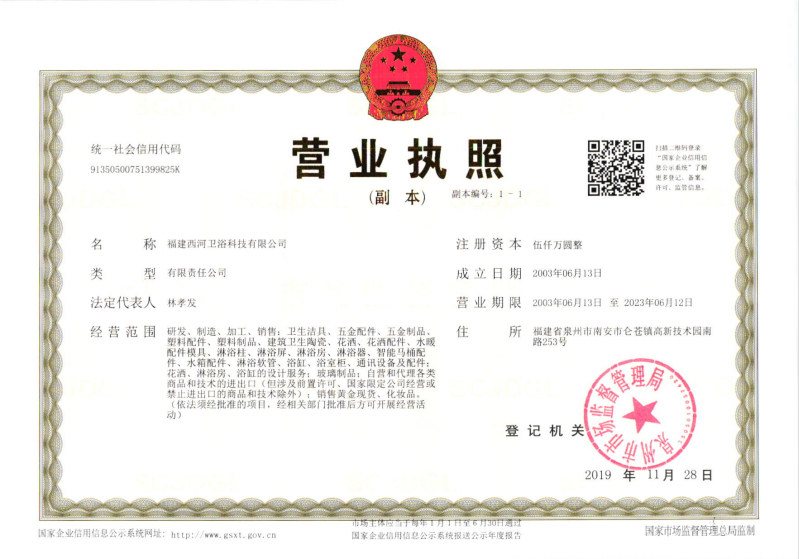 统一社会信用代码
91350500751399825K
营业执照
(副 本)
副本编号：1-1
扫描二维码登录
“国家企业信用信
息公示系统”了解
更多登记、备案、
许可、监管信息。
名 称 福建西河卫浴科技有限公司
类 型 有限责任公司
法定代表人 林孝发
经营范围 研发、制造、加工、销售：卫生洁具、五金配件、五金制品、
塑料配件、塑料制品、建筑卫生陶瓷、花洒、花洒配件、水暖
配件模具、淋浴柱、淋浴屏、淋浴房、淋浴器、智能马桶配
件、水箱配件、淋浴软管、浴缸、浴室柜、通讯设备及配件；
花洒、淋浴房、浴缸的设计服务；玻璃制品；自营和代理各类
商品和技术的进出口（但涉及前置许可、国家限定公司经营或
禁止进出口的商品和技术除外）；销售黄金现货、化妆品。
（依法须经批准的项目，经相关部门批准后方可开展经营活
动）
注册资本 伍仟万圆整
成立日期 2003年06月13日
营业期限 2003年06月13日 至 2023年06月12日
住 所 福建省泉州市南安市仑苍镇高新技术园南
路253号
登记机关
泉州市市场监督管理局
2019 年 11 月 28 日
国家企业信用信息公示系统网址：http://www.gsxt.gov.cn
市场主体应当于每年1月1日至6月30日通过
国家企业信用信息公示系统报送公示年度报告
国家市场监督管理总局监制